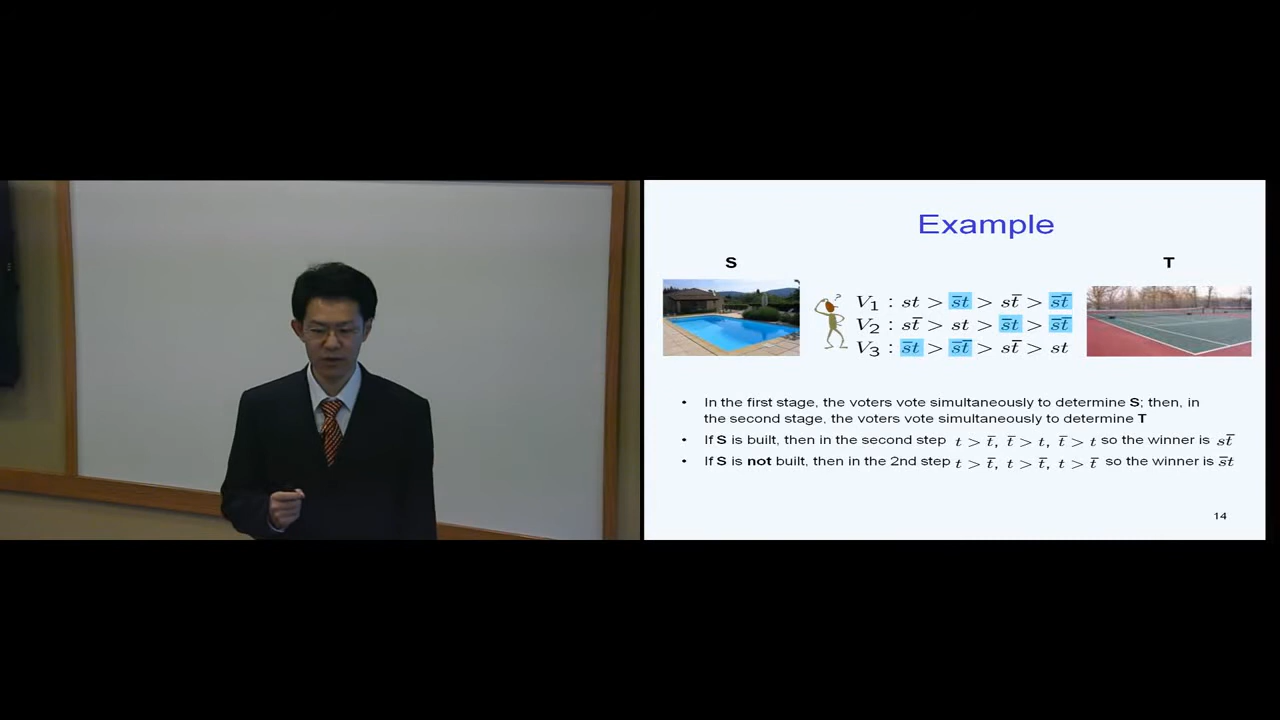 Example
S
T
V₁ : st > s̅t > st̅ > s̅t̅
V₂ : st̅ > st > s̅t > s̅t̅
V₃ : s̅t > s̅t̅ > st̅ > st
• In the first stage, the voters vote simultaneously to determine S; then, in
the second stage, the voters vote simultaneously to determine T
• If S is built, then in the second step t > t̅, t̅ > t, t̅ > t so the winner is st̅
• If S is not built, then in the 2nd step t > t̅, t > t̅, t > t̅ so the winner is s̅t
14